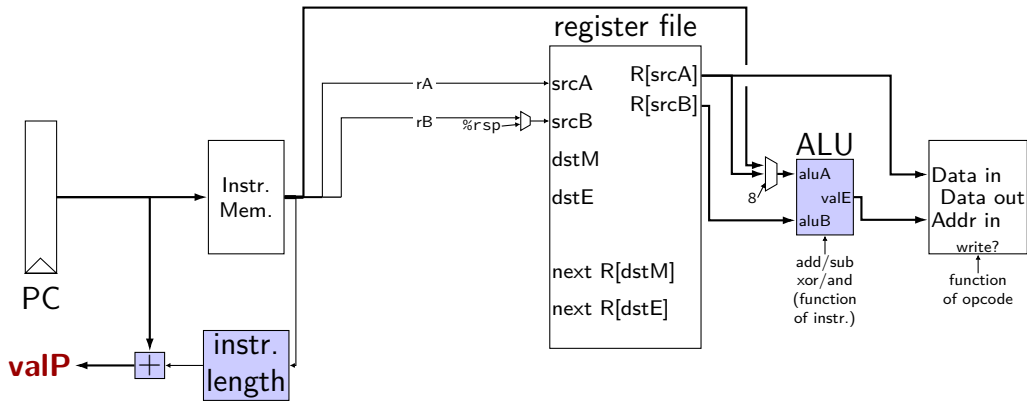 register file
rA
srcA
R[srcA]
R[srcB]
rB
%rsp
srcB
dstM
dstE
next R[dstM]
next R[dstE]
PC
Instr.
Mem.
instr.
length
+
valP
8
ALU
aluA
valE
aluB
add/sub
xor/and
(function
of instr.)
Data in
Data out
Addr in
write?
function
of opcode